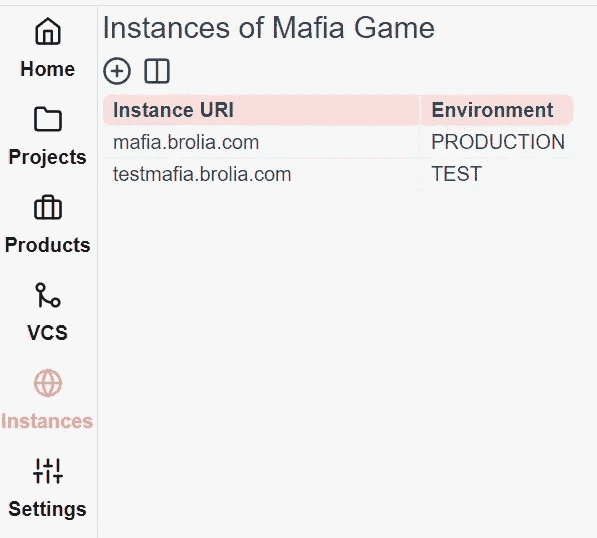 Instances of Mafia Game
Home
Projects
Products
VCS
Instances
Settings
Instance URI Environment
mafia.brolia.com PRODUCTION
testmafia.brolia.com TEST